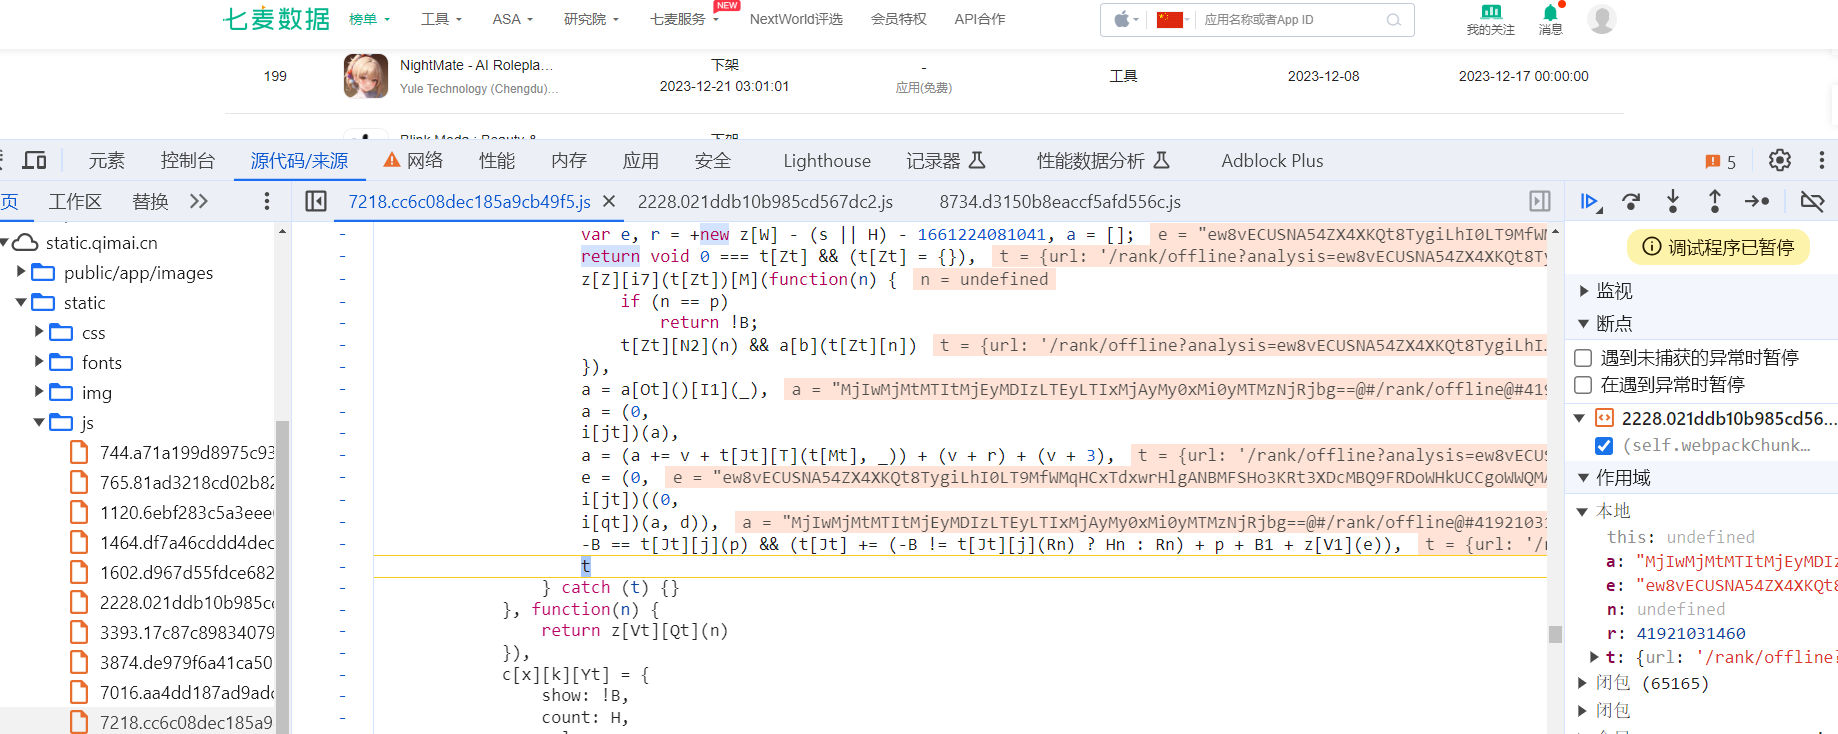 七麦数据 榜单 工具 ASA 研究院 七麦服务 NEW NextWorld评选 会员特权 API合作 应用名称或者App ID 我的关注 消息
199 NightMate - AI Rolepla... 下架 - 工具 2023-12-08 2023-12-17 00:00:00
Yule Technology (Chengdu)... 2023-12-21 03:01:01 应用(免费)
元素 控制台 源代码/来源 网络 性能 内存 应用 安全 Lighthouse 记录器 性能数据分析 Adblock Plus 5
页 工作区 替换 7218.cc6c08dec185a9cb49f5.js 2228.021ddb10b985cd567dc2.js 8734.d3150b8eaccf5afd556c.js
static.qimai.cn
public/app/images
static
css
fonts
img
js
744.a71a199d8975c93
765.81ad3218cd02b82
1120.6ebf283c5a3eee
1464.df7a46cddd4dec
1602.d967d55fdce682
2228.021ddb10b985c
3393.17c87c89834079
3874.de979f6a41ca50
7016.aa4dd187ad9adc
7218.cc6c08dec185a9
var e, r = +new z[W] - (s || H) - 1661224081041, a = []; e = "ew8vECUSNA54ZX4XKQt8TygiLhI0LT9MfWM
return void 0 === t[Zt] && (t[Zt] = {}), t = {url: '/rank/offline?analysis=ew8vECUSNA54ZX4XKQt8Ty
z[Z][i7](t[Zt])[M](function(n) { n = undefined
if (n == p)
return !B;
t[Zt][N2](n) && a[b](t[Zt][n]) t = {url: '/rank/offline?analysis=ew8vECUSNA54ZX4XKQt8TygiLhI
}),
a = a[Ot]()[I1](_), a = "MjIwMjMtMTItMjEyMDIzLTEyLTIxMjAyMy0xMi0yMTMzNjRjbg==@#/rank/offline@#419
a = (0,
i[jt])(a),
a = (a += v + t[Jt][T](t[Mt], _)) + (v + r) + (v + 3), t = {url: '/rank/offline?analysis=ew8vECUS
e = (0, e = "ew8vECUSNA54ZX4XKQt8TygiLhI0LT9MfWMqHCxTdxwrHlgANBMFSHo3KRt3XDcMBQ9FRDoWHkUCCgoWWQM
i[jt])((0,
i[qt])(a, d)), a = "MjIwMjMtMTItMjEyMDIzLTEyLTIxMjAyMy0xMi0yMTMzNjRjbg==@#/rank/offline@#4192103
-B == t[Jt][j](p) && (t[Jt] += (-B != t[Jt][j](Rn) ? Hn : Rn) + p + B1 + z[V1](e)), t = {url: '/r
t
} catch (t) {}
}, function(n) {
return z[Vt][Qt](n)
}),
c[x][k][Yt] = {
show: !B,
count: H,
调试程序已暂停
监视
断点
遇到未捕获的异常时暂停
在遇到异常时暂停
2228.021ddb10b985cd56...
(self.webpackChunk...
作用域
本地
this: undefined
a: "MjIwMjMtMTItMjEyMDIz
e: "ew8vECUSNA54ZX4XKQt8
n: undefined
r: 41921031460
t: {url: '/rank/offline?
闭包 (65165)
闭包